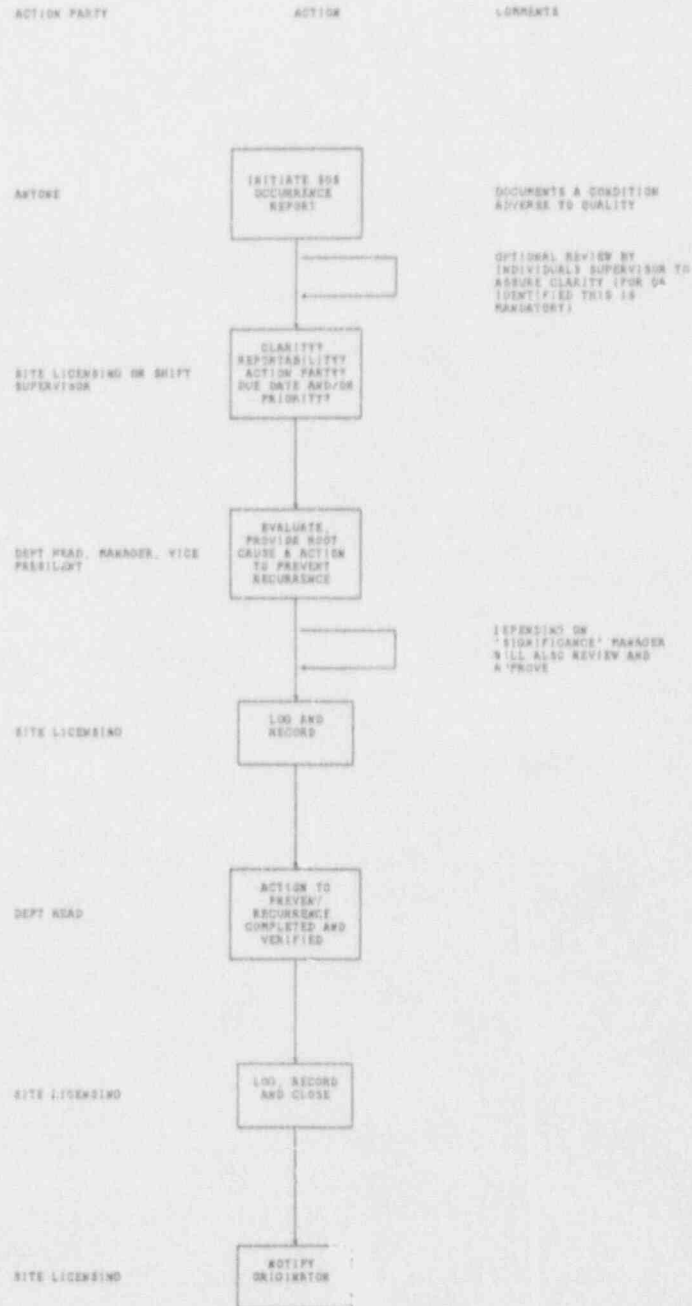 ACTION PARTY ACTION COMMENTS
INITIATE
OCCURRENCE
REPORT
ANYONE
DOCUMENTS A CONDITION
ADVERSE TO QUALITY
OPTIONAL REVIEW BY
INDIVIDUALS SUPERVISOR TO
ASSURE CLARITY (FOR QA
IDENTIFIED THIS IS
MANDATORY)
CLARITY?
REPORTABILITY?
ACTION PARTY?
DUE DATE AND/OR
PRIORITY?
SITE LICENSING OR SHIFT
SUPERVISOR
EVALUATE,
PROVIDE ROOT
CAUSE & ACTION
TO PREVENT
RECURRENCE
DEPT HEAD, MANAGER, VICE
PRESIDENT
DEPENDING ON
"SIGNIFICANCE" MANAGER
WILL ALSO REVIEW AND
A PROVE
LOG AND
RECORD
SITE LICENSING
ACTION TO
PREVENT
RECURRENCE
COMPLETED AND
VERIFIED
DEPT HEAD
LOG, RECORD
AND CLOSE
SITE LICENSING
NOTIFY
ORIGINATOR
SITE LICENSING